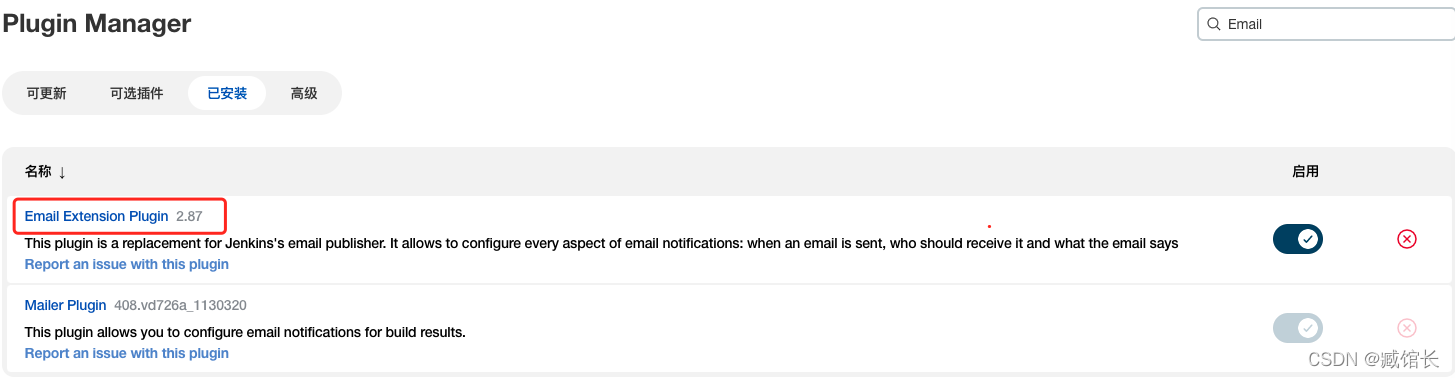 Plugin Manager
Email
可更新 可选插件 已安装 高级
名称 ↓ 启用
Email Extension Plugin 2.87
This plugin is a replacement for Jenkins's email publisher. It allows to configure every aspect of email notifications: when an email is sent, who should receive it and what the email says
Report an issue with this plugin
Mailer Plugin 408.vd726a_1130320
This plugin allows you to configure email notifications for build results.
Report an issue with this plugin
CSDN @臧馆长